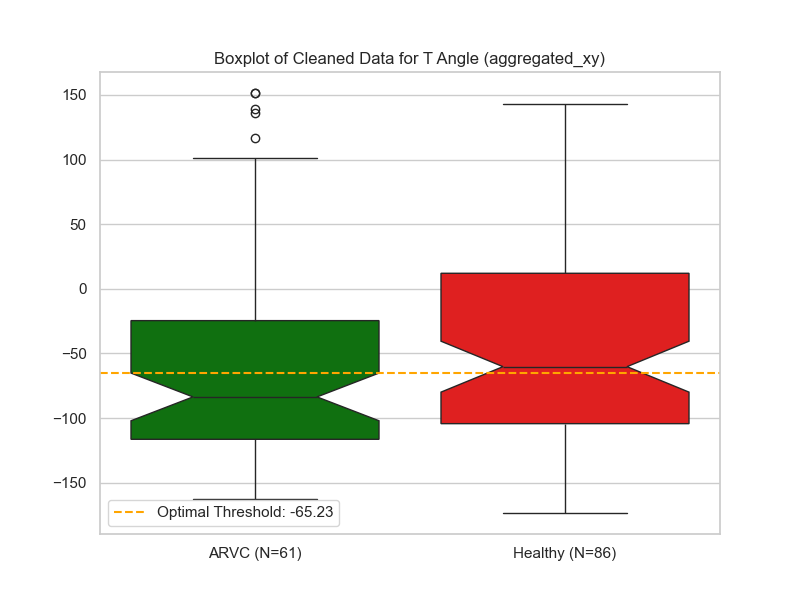 Boxplot of Cleaned Data for T Angle (aggregated_xy)
150
100
50
0
−50
−100
−150
Optimal Threshold: -65.23
ARVC (N=61)
Healthy (N=86)